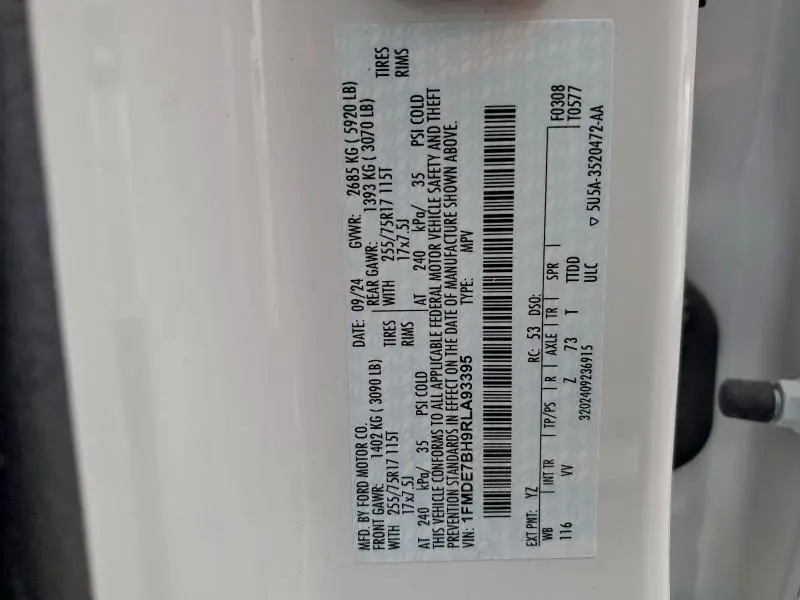 MFD. BY FORD MOTOR CO.
DATE: 09/24 GVWR: 2685 KG ( 5920 LB)
FRONT GAWR: 1402 KG ( 3090 LB) REAR GAWR: 1393 KG ( 3070 LB)
WITH 255/75R17 115T TIRES WITH 255/75R17 115T TIRES
17x7.5J RIMS 17x7.5J RIMS
AT 240 kPa/ 35 PSI COLD AT 240 kPa/ 35 PSI COLD
THIS VEHICLE CONFORMS TO ALL APPLICABLE FEDERAL MOTOR VEHICLE SAFETY AND THEFT
PREVENTION STANDARDS IN EFFECT ON THE DATE OF MANUFACTURE SHOWN ABOVE.
VIN: 1FMDE7BH9RLA93395 TYPE: MPV
F0308
T0577
EXT PNT: YZ RC: 53 DSO:
WB INT TR TP/PS R AXLE TR SPR
116 VV Z 73 T TTDD
3202409236915 ULC ▽ 5U5A-3520472-AA